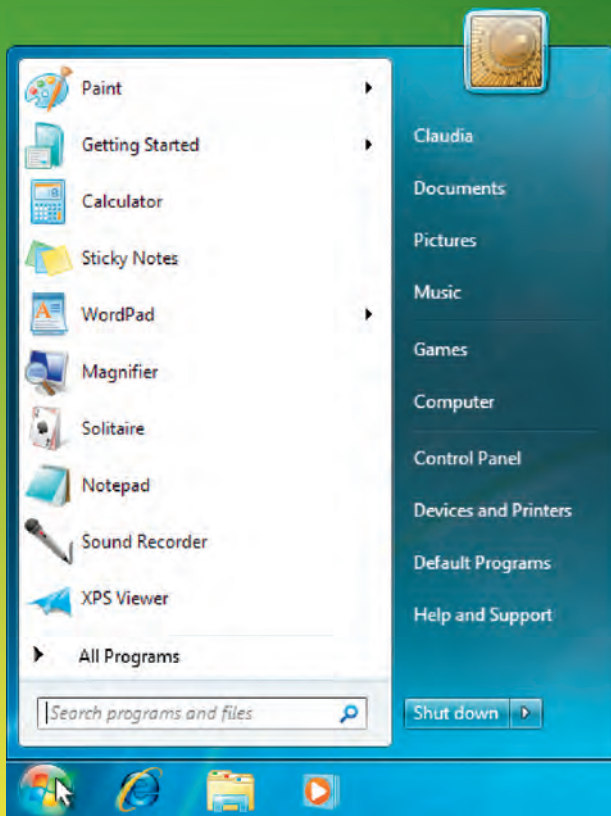 Paint
Getting Started
Calculator
Sticky Notes
WordPad
Magnifier
Solitaire
Notepad
Sound Recorder
XPS Viewer
All Programs
Search programs and files
Claudia
Documents
Pictures
Music
Games
Computer
Control Panel
Devices and Printers
Default Programs
Help and Support
Shut down